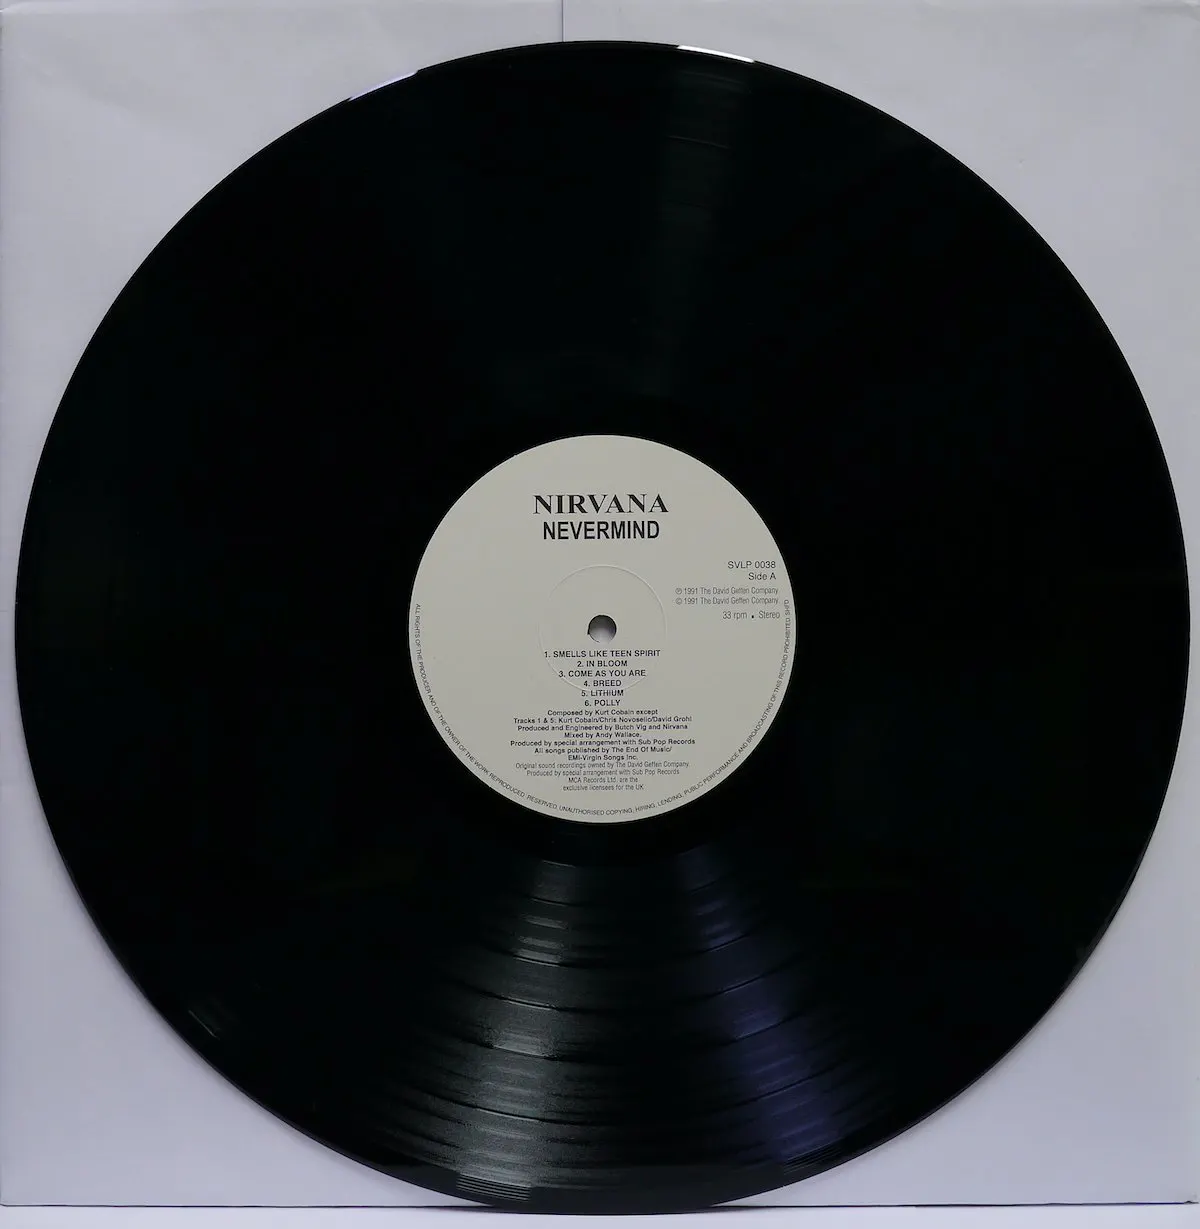 NIRVANA
NEVERMIND
SVLP 0038
Side A
℗ 1991 The David Geffen Company
© 1991 The David Geffen Company
33 rpm • Stereo
1. SMELLS LIKE TEEN SPIRIT
2. IN BLOOM
3. COME AS YOU ARE
4. BREED
5. LITHIUM
6. POLLY
Composed by Kurt Cobain except
Tracks 1 & 5: Kurt Cobain/Chris Novoselic/David Grohl
Produced and Engineered by Butch Vig and Nirvana
Mixed by Andy Wallace.
Produced by special arrangement with Sub Pop Records
All songs published by The End Of Music/
EMI-Virgin Songs Inc.
Original sound recordings owned by The David Geffen Company.
Produced by special arrangement with Sub Pop Records
MCA Records Ltd. are the
exclusive licensees for the UK
ALL RIGHTS OF THE PRODUCER AND OF THE OWNER OF THE WORK REPRODUCED RESERVED. UNAUTHORISED COPYING, HIRING, LENDING, PUBLIC PERFORMANCE AND BROADCASTING OF THIS RECORD PROHIBITED